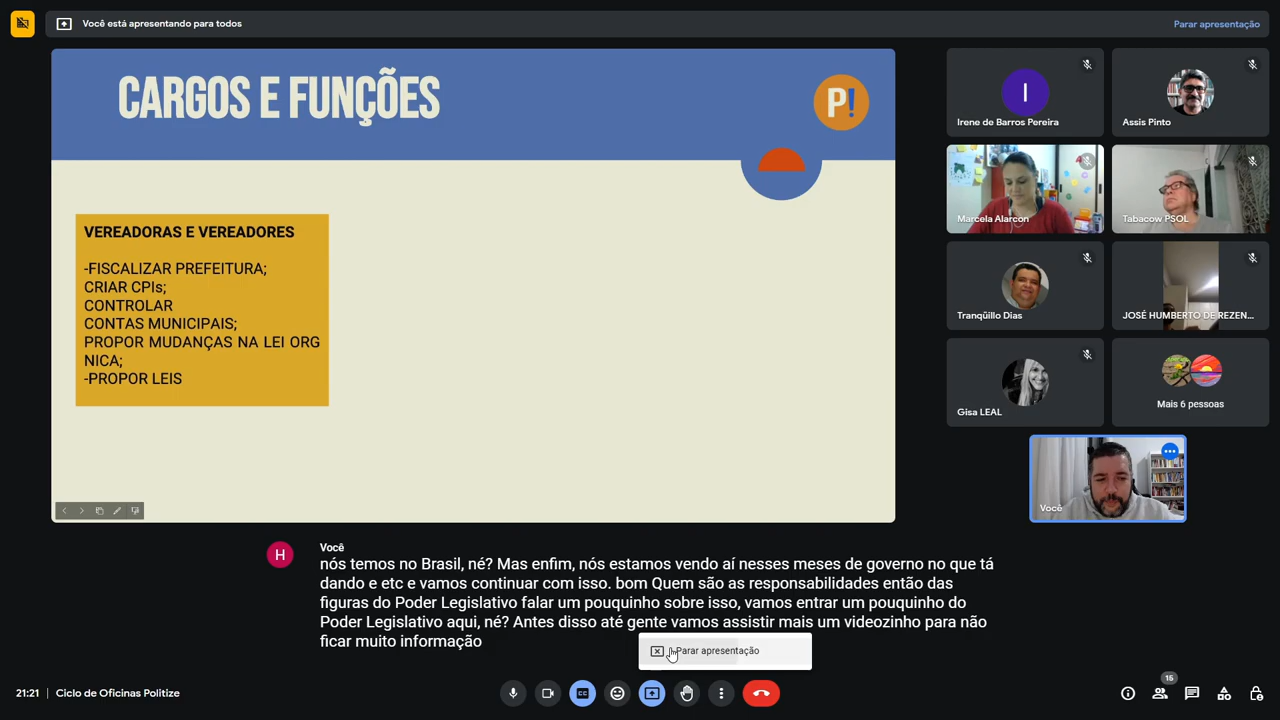 Você está apresentando para todos
Parar apresentação
CARGOS E FUNÇÕES
P!
VEREADORAS E VEREADORES
-FISCALIZAR PREFEITURA;
CRIAR CPIs;
CONTROLAR
CONTAS MUNICIPAIS;
PROPOR MUDANÇAS NA LEI ORG
NICA;
-PROPOR LEIS
I
Irene de Barros Pereira
Assis Pinto
Marcela Alarcon
Tabacow PSOL
Tranqüillo Dias
JOSÉ HUMBERTO DE REZEN...
Gisa LEAL
Mais 6 pessoas
Você
H
Você
nós temos no Brasil, né? Mas enfim, nós estamos vendo aí nesses meses de governo no que tá
dando e etc e vamos continuar com isso. bom Quem são as responsabilidades então das
figuras do Poder Legislativo falar um pouquinho sobre isso, vamos entrar um pouquinho do
Poder Legislativo aqui, né? Antes disso até gente vamos assistir mais um videozinho para não
ficar muito informação
Parar apresentação
21:21 | Ciclo de Oficinas Politize
CC
15